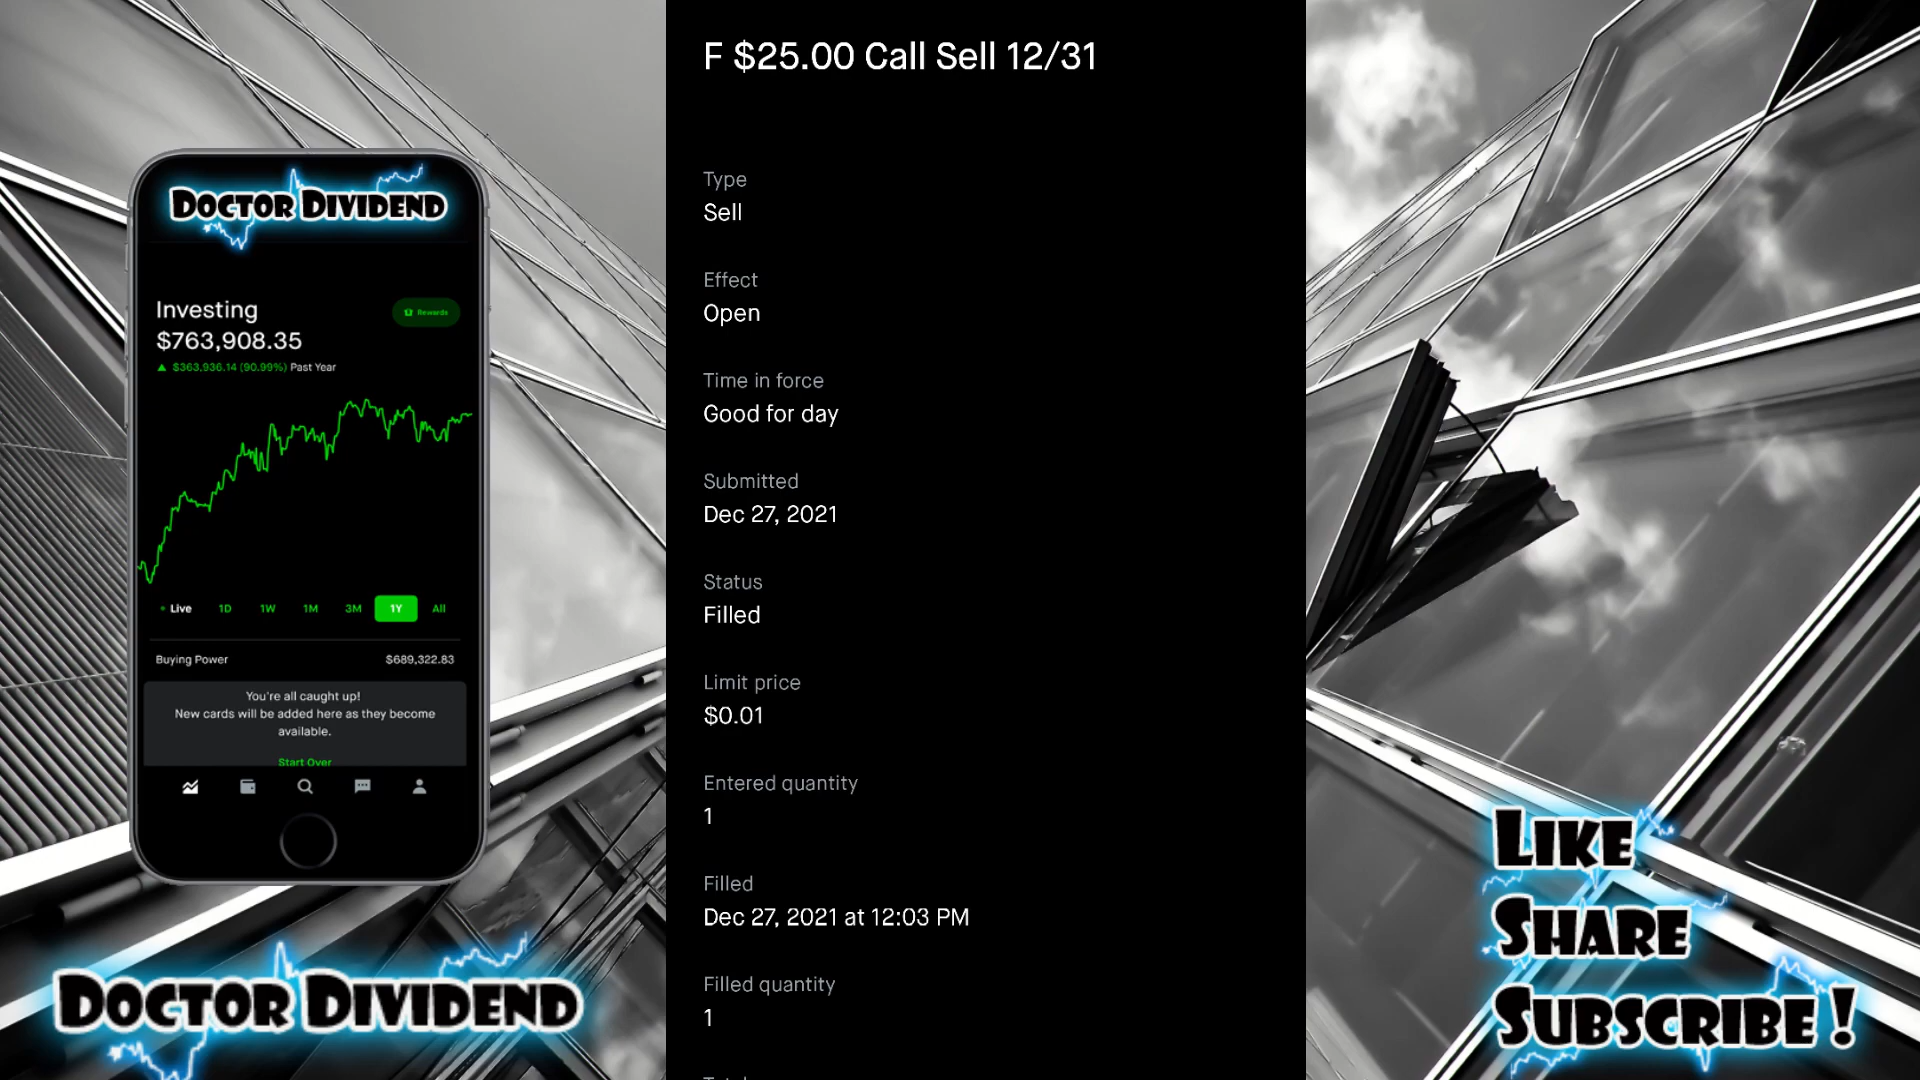 DOCTOR DIVIDEND
Investing
Rewards
$763,908.35
$363,936.14 (90.99%) Past Year
Live 1D 1W 1M 3M 1Y All
Buying Power $689,322.83
You're all caught up!
New cards will be added here as they become
available.
Start Over
DOCTOR DIVIDEND
F $25.00 Call Sell 12/31
Type
Sell
Effect
Open
Time in force
Good for day
Submitted
Dec 27, 2021
Status
Filled
Limit price
$0.01
Entered quantity
1
Filled
Dec 27, 2021 at 12:03 PM
Filled quantity
1
LIKE
SHARE
SUBSCRIBE !